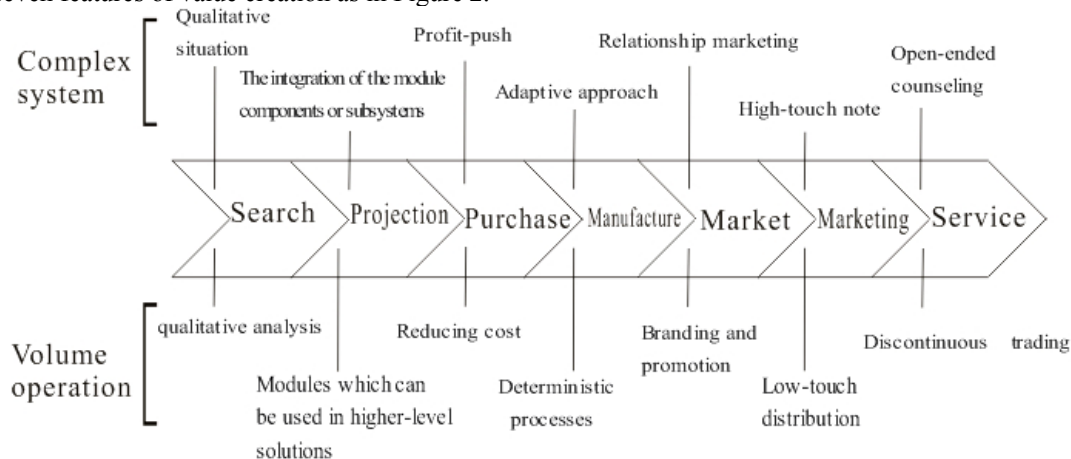 even features of value creation as in Figure 2.
Qualitative
situation
Profit-push
Relationship marketing
Open-ended
counseling
Complex
system
The integration of the module
components or subsystems
Adaptive approach
High-touch note
Search
Projection
Purchase
Manufacture
Market
Marketing
Service
qualitative analysis
Reducing cost
Branding and
promotion
Discontinuous trading
Volume
operation
Modules which can
be used in higher-level
solutions
Deterministic
processes
Low-touch
distribution